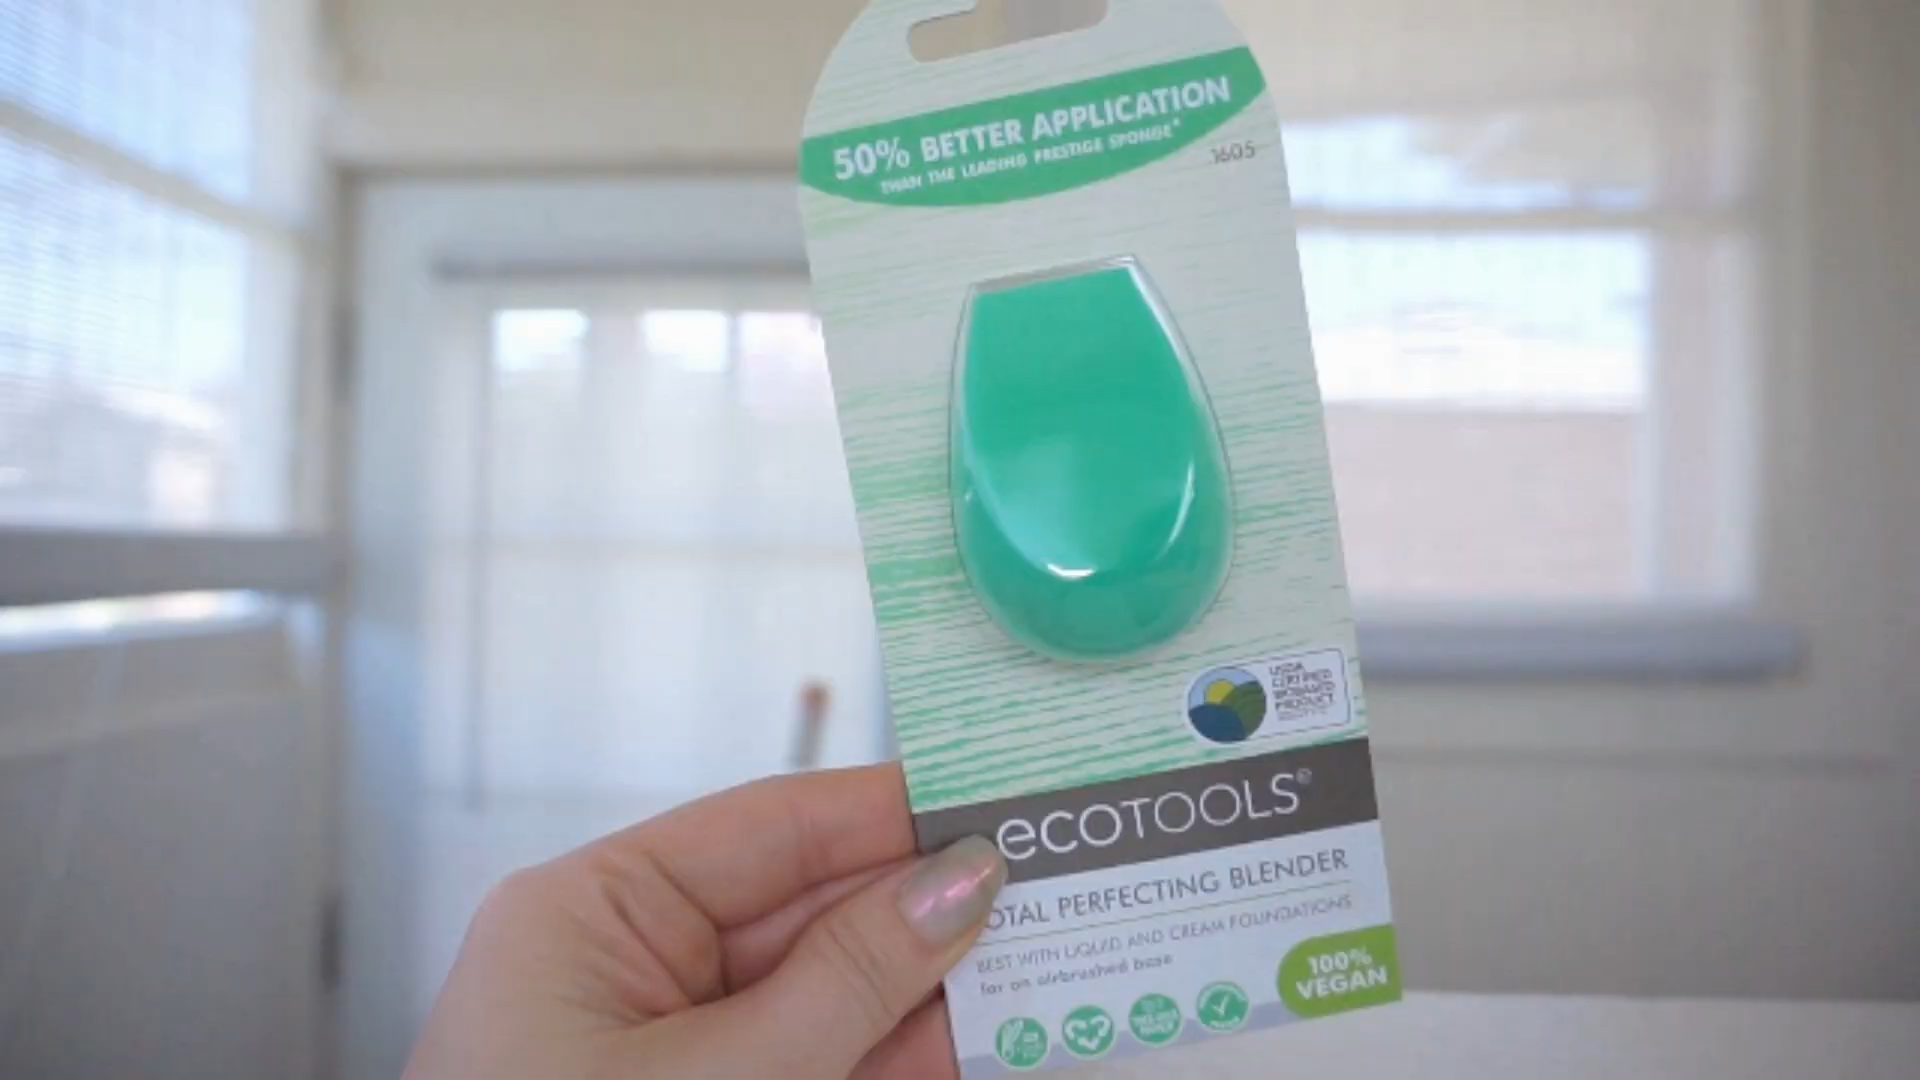 50% BETTER APPLICATION
THAN THE LEADING PRESTIGE SPONGE*
1605
USDA
CERTIFIED
BIOBASED
PRODUCT
ecoTOOLS®
OTAL PERFECTING BLENDER
BEST WITH LIQUID AND CREAM FOUNDATIONS
for an airbrushed base
100%
VEGAN